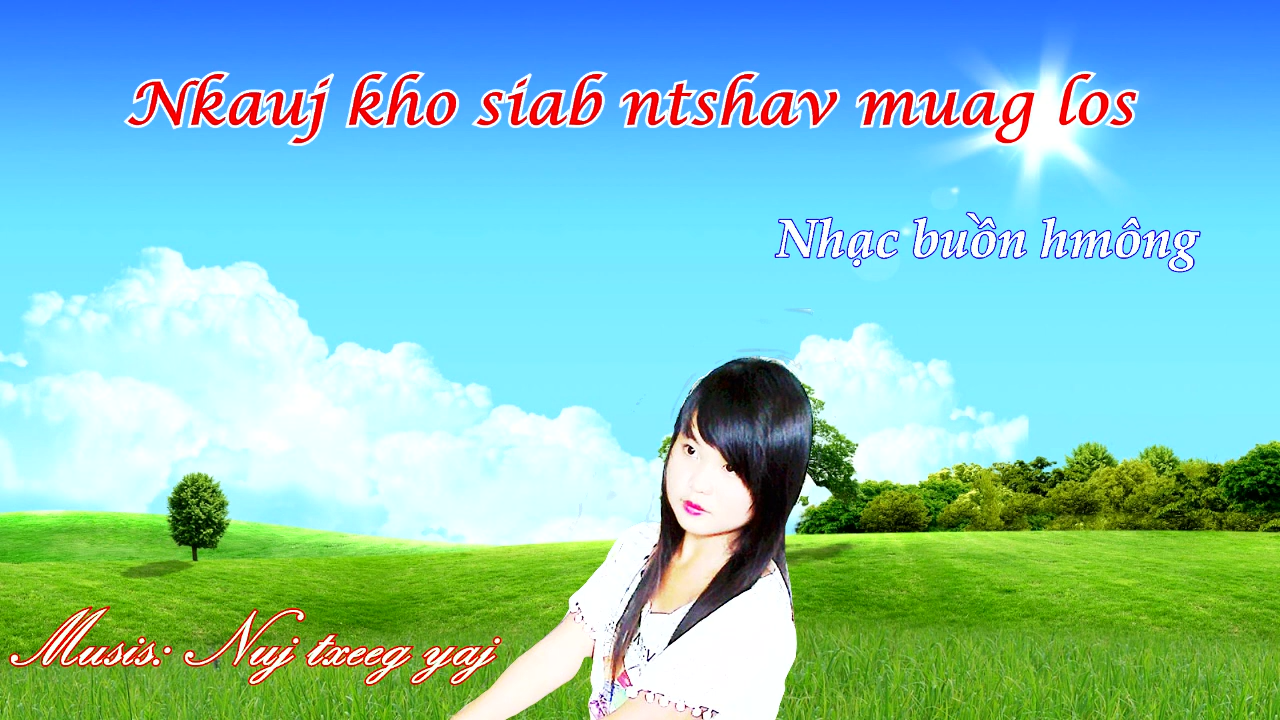 Nkauj kho siab ntshav muag los
Nhạc buồn hmông
Musis: Nuj txeeg yaj